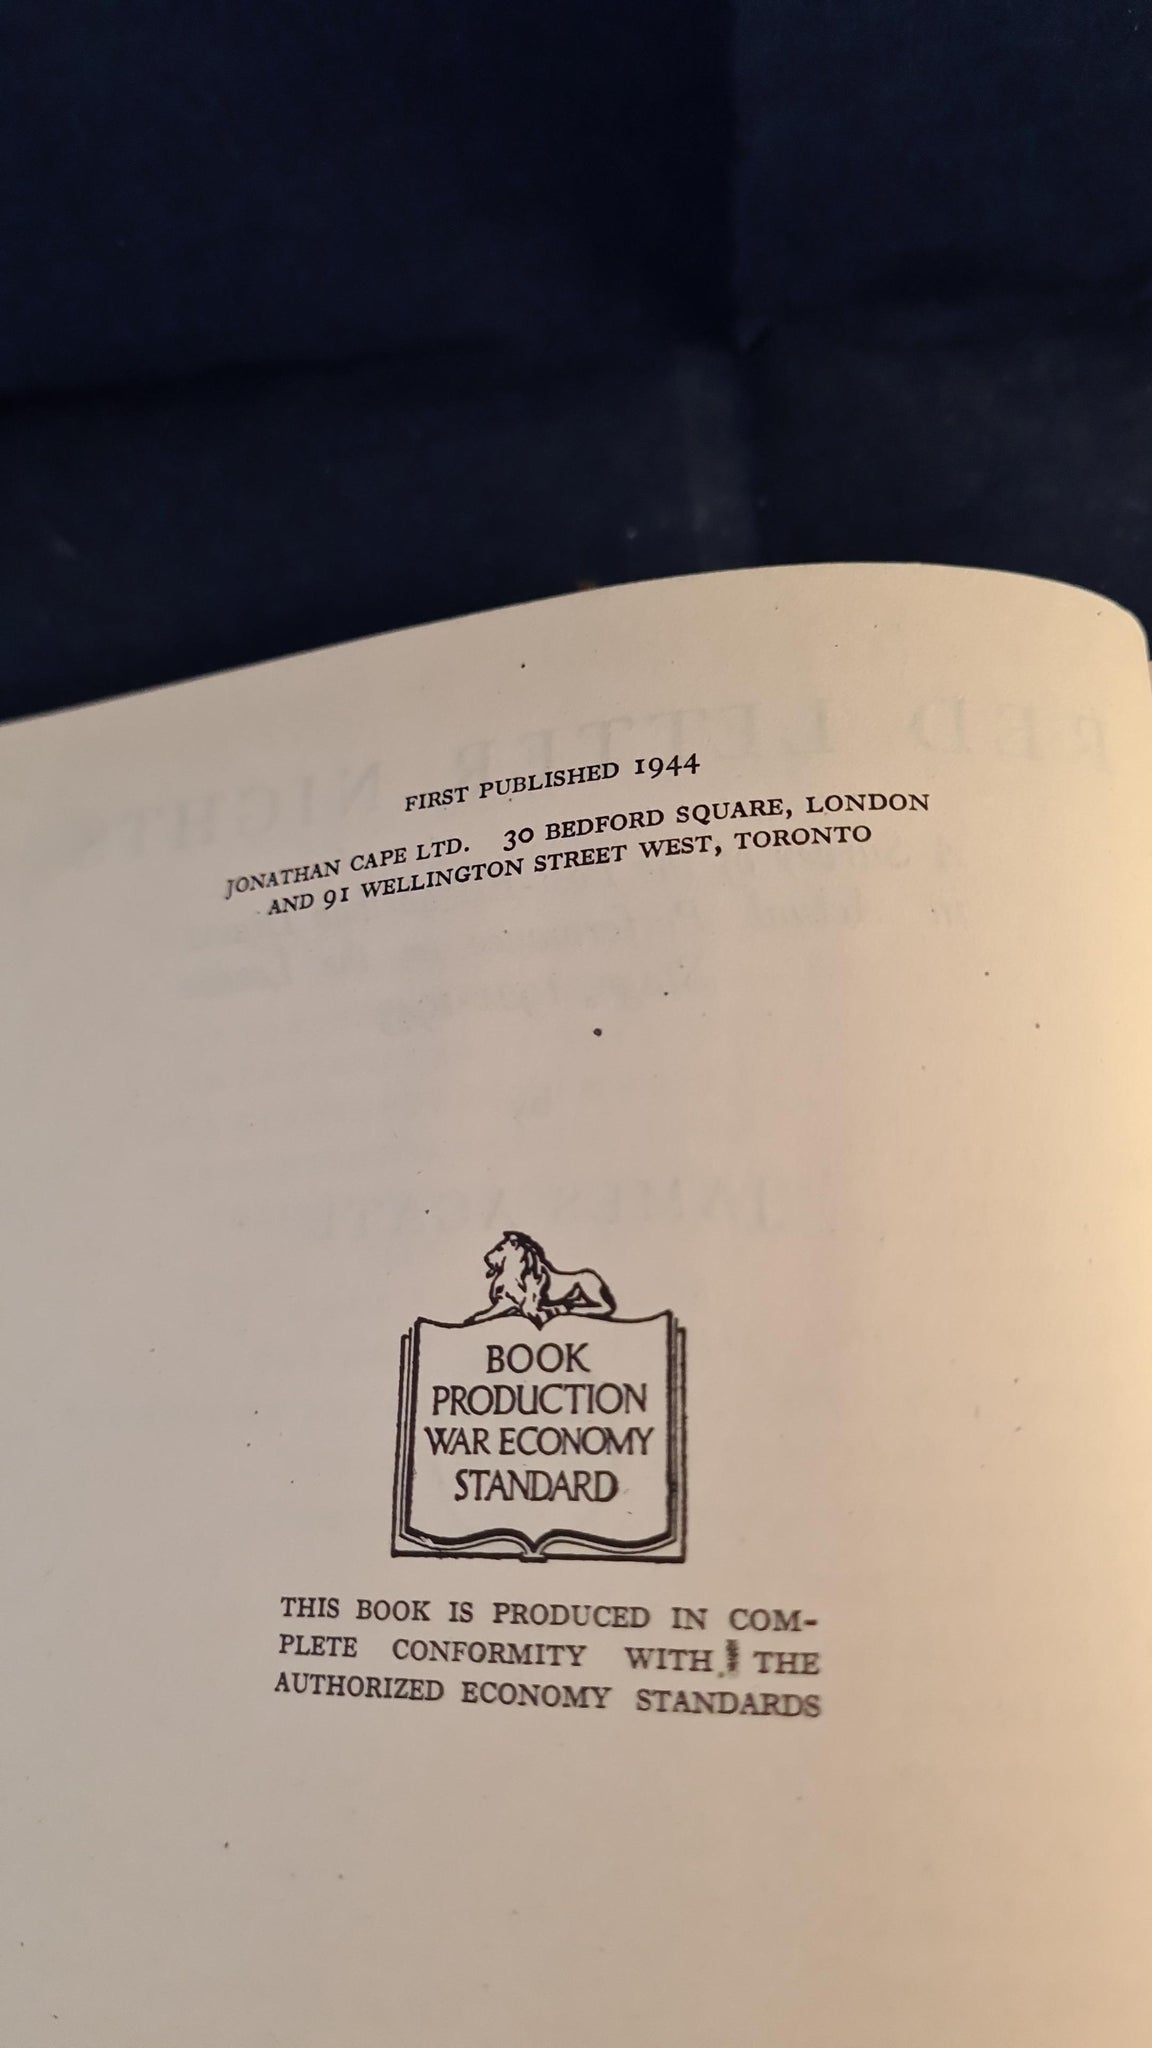 FIRST PUBLISHED 1944
JONATHAN CAPE LTD. 30 BEDFORD SQUARE, LONDON
AND 91 WELLINGTON STREET WEST, TORONTO
BOOK
PRODUCTION
WAR ECONOMY
STANDARD
THIS BOOK IS PRODUCED IN COM-
PLETE CONFORMITY WITH THE
AUTHORIZED ECONOMY STANDARDS